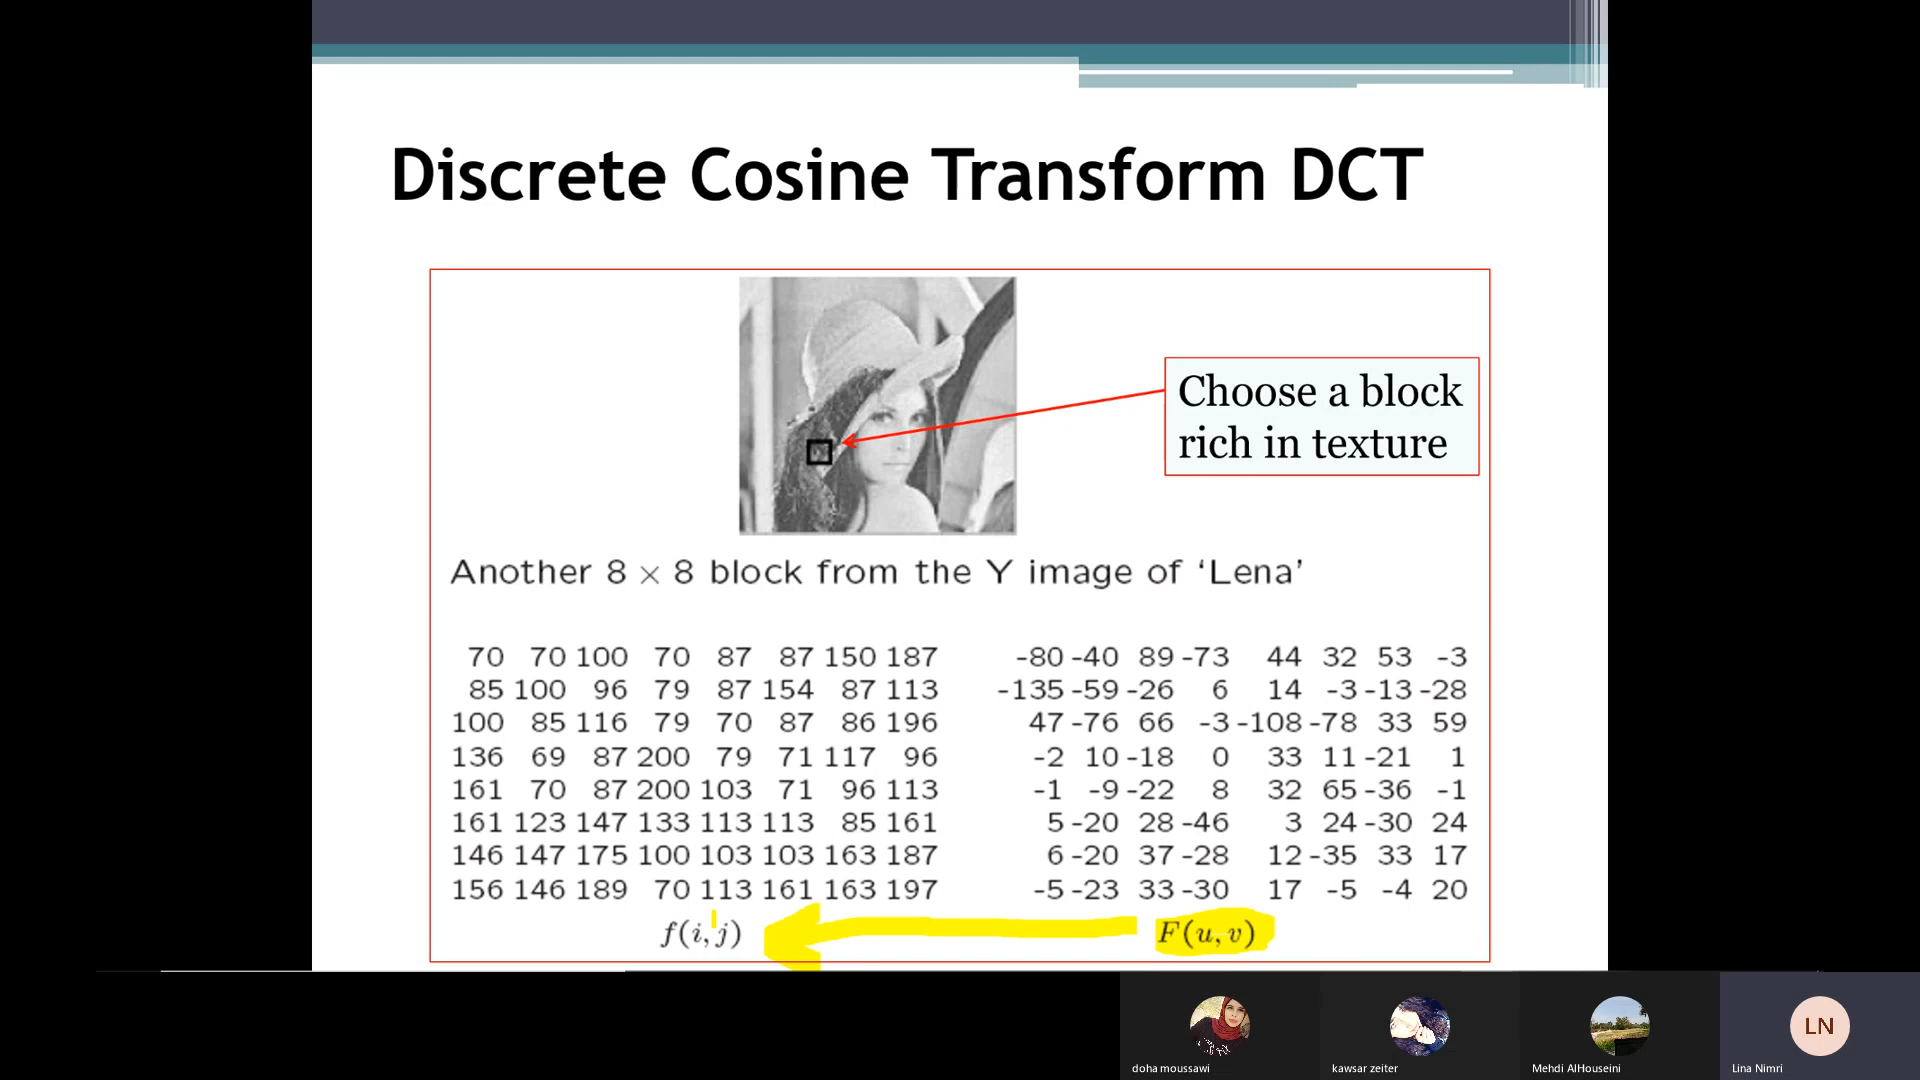 Discrete Cosine Transform DCT
Choose a block
rich in texture
Another 8 × 8 block from the Y image of ‘Lena’
70 70 100 70 87 87 150 187 -80 -40 89 -73 44 32 53 -3
85 100 96 79 87 154 87 113 -135 -59 -26 6 14 -3 -13 -28
100 85 116 79 70 87 86 196 47 -76 66 -3 -108 -78 33 59
136 69 87 200 79 71 117 96 -2 10 -18 0 33 11 -21 1
161 70 87 200 103 71 96 113 -1 -9 -22 8 32 65 -36 -1
161 123 147 133 113 113 85 161 5 -20 28 -46 3 24 -30 24
146 147 175 100 103 103 163 187 6 -20 37 -28 12 -35 33 17
156 146 189 70 113 161 163 197 -5 -23 33 -30 17 -5 -4 20
f(i, j) F(u, v)
LN
doha moussawi kawsar zeiter Mehdi AlHouseini Lina Nimri